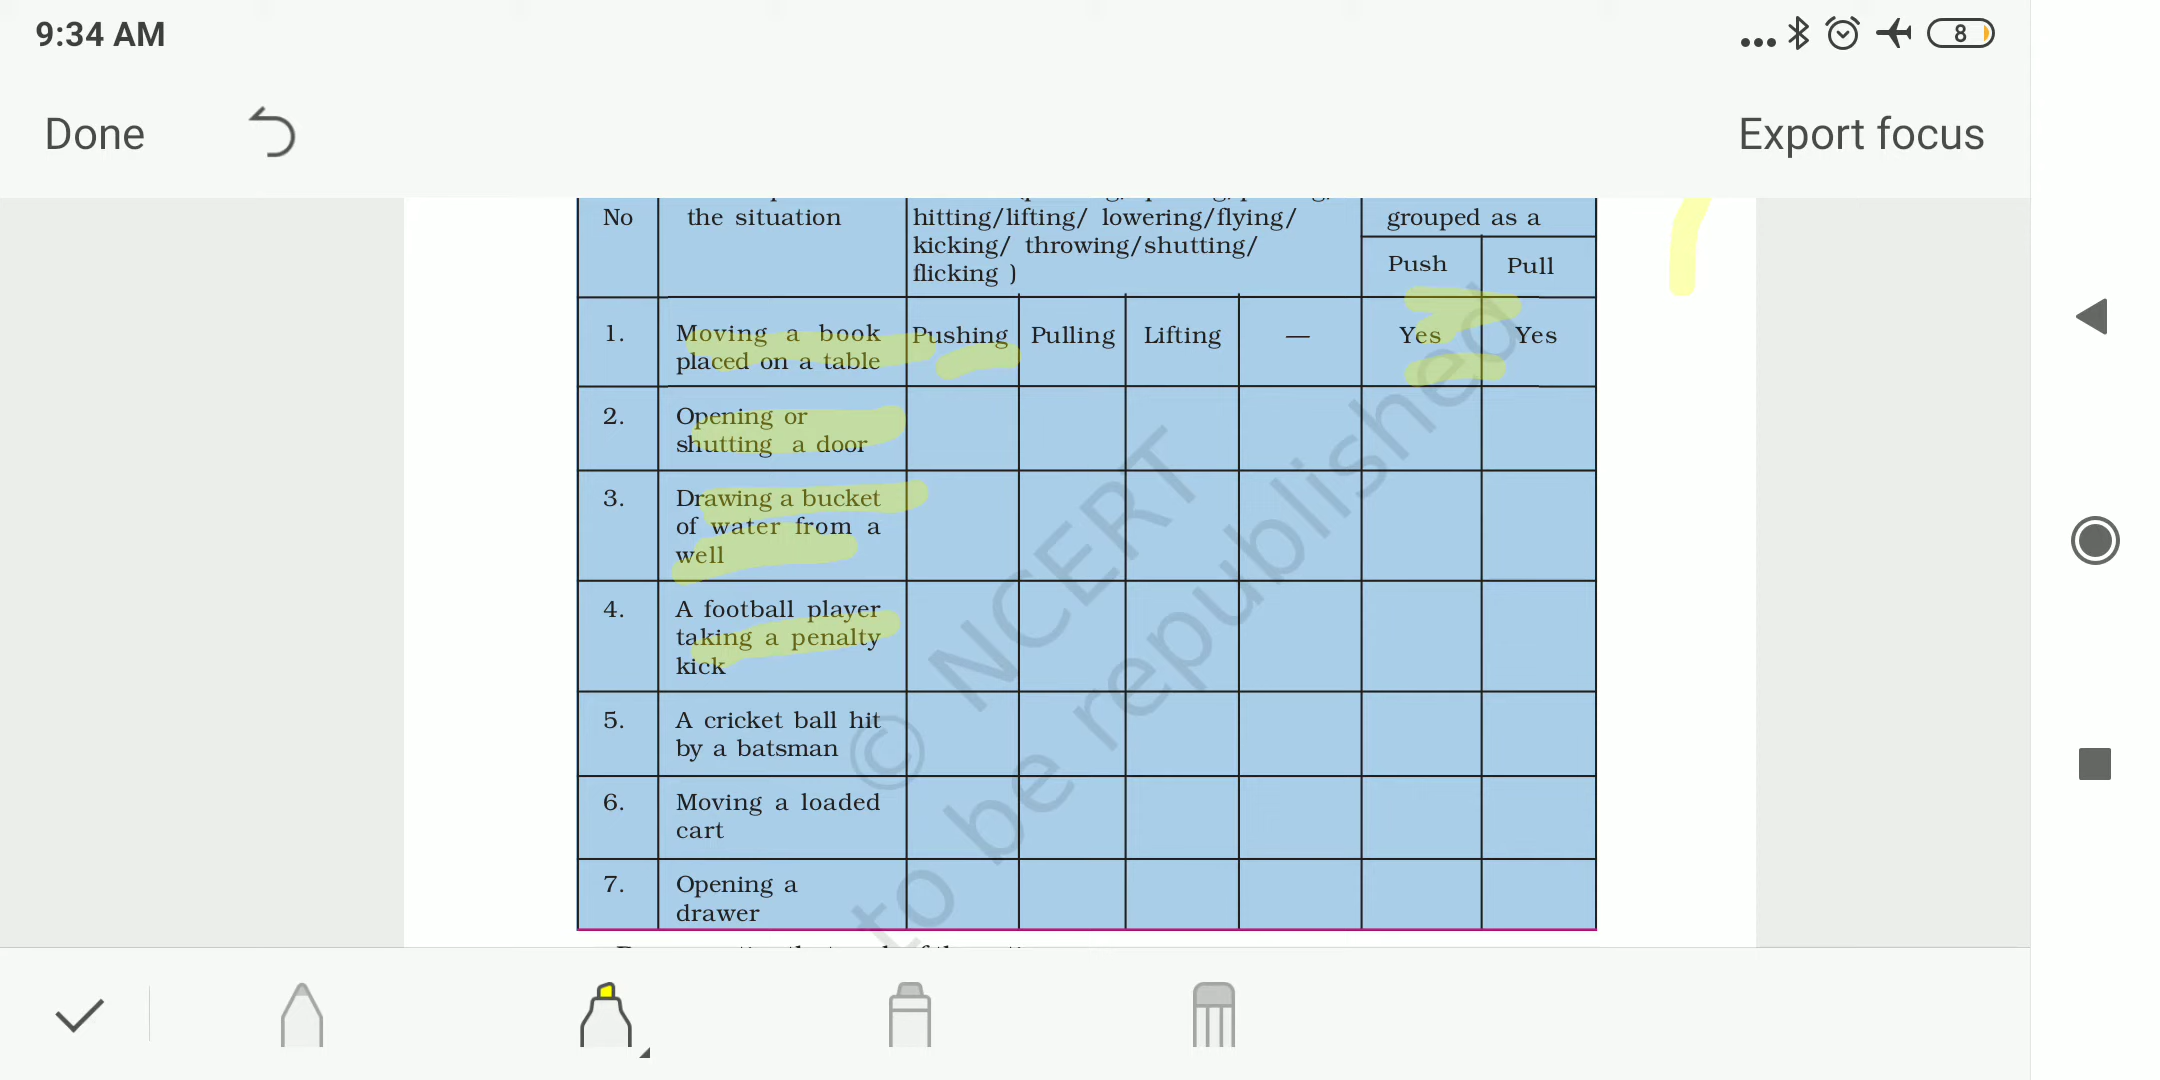 9:34 AM
8
Done
Export focus
No
the situation
hitting/lifting/ lowering/flying/
kicking/ throwing/shutting/
flicking )
grouped as a
Push
Pull
1.
Moving a book
placed on a table
Pushing
Pulling
Lifting
—
Yes
Yes
2.
Opening or
shutting a door
3.
Drawing a bucket
of water from a
well
4.
A football player
taking a penalty
kick
5.
A cricket ball hit
by a batsman
6.
Moving a loaded
cart
7.
Opening a
drawer
© NCERT
to be republished